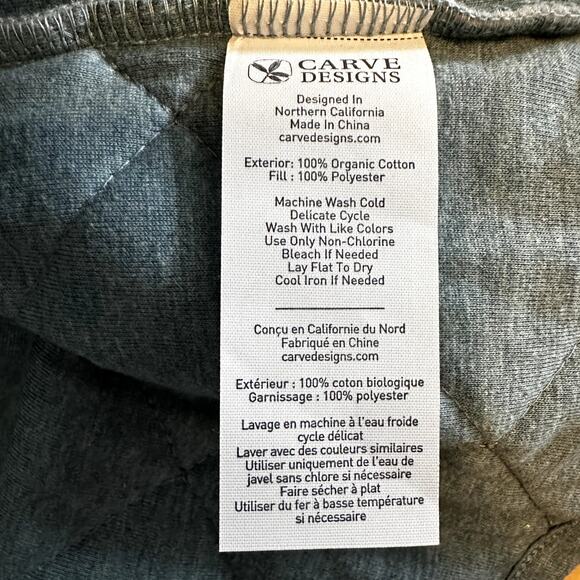 CARVE
DESIGNS
Designed In
Northern California
Made In China
carvedesigns.com
Exterior: 100% Organic Cotton
Fill : 100% Polyester
Machine Wash Cold
Delicate Cycle
Wash With Like Colors
Use Only Non-Chlorine
Bleach If Needed
Lay Flat To Dry
Cool Iron If Needed
Conçu en Californie du Nord
Fabriqué en Chine
carvedesigns.com
Extérieur : 100% coton biologique
Garnissage : 100% polyester
Lavage en machine à l'eau froide
cycle délicat
Laver avec des couleurs similaires
Utiliser uniquement de l'eau de
javel sans chlore si nécessaire
Faire sécher à plat
Utiliser du fer à basse température
si nécessaire